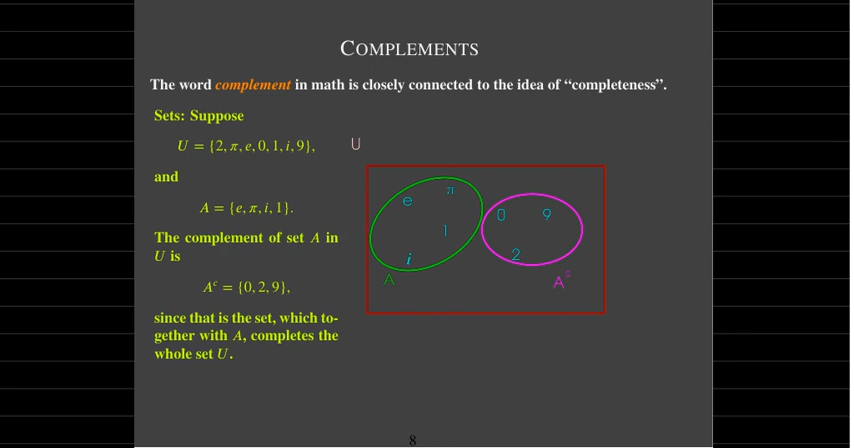 COMPLEMENTS
The word complement in math is closely connected to the idea of “completeness”.
Sets: Suppose
U = {2, π, e, 0, 1, i, 9},
and
A = {e, π, i, 1}.
The complement of set A in
U is
Aᶜ = {0, 2, 9},
since that is the set, which to-
gether with A, completes the
whole set U.
U
e π
1
i
A
0 9
2
Aᶜ
8